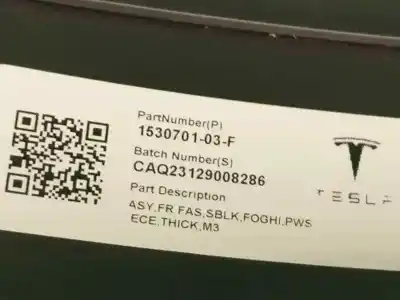 PartNumber(P)
1530701-03-F
Batch Number(S)
CAQ23129008286
Part Description
ASY,FR FAS,SBLK,FOGHI,PWS
ECE,THICK,M3
TESLA